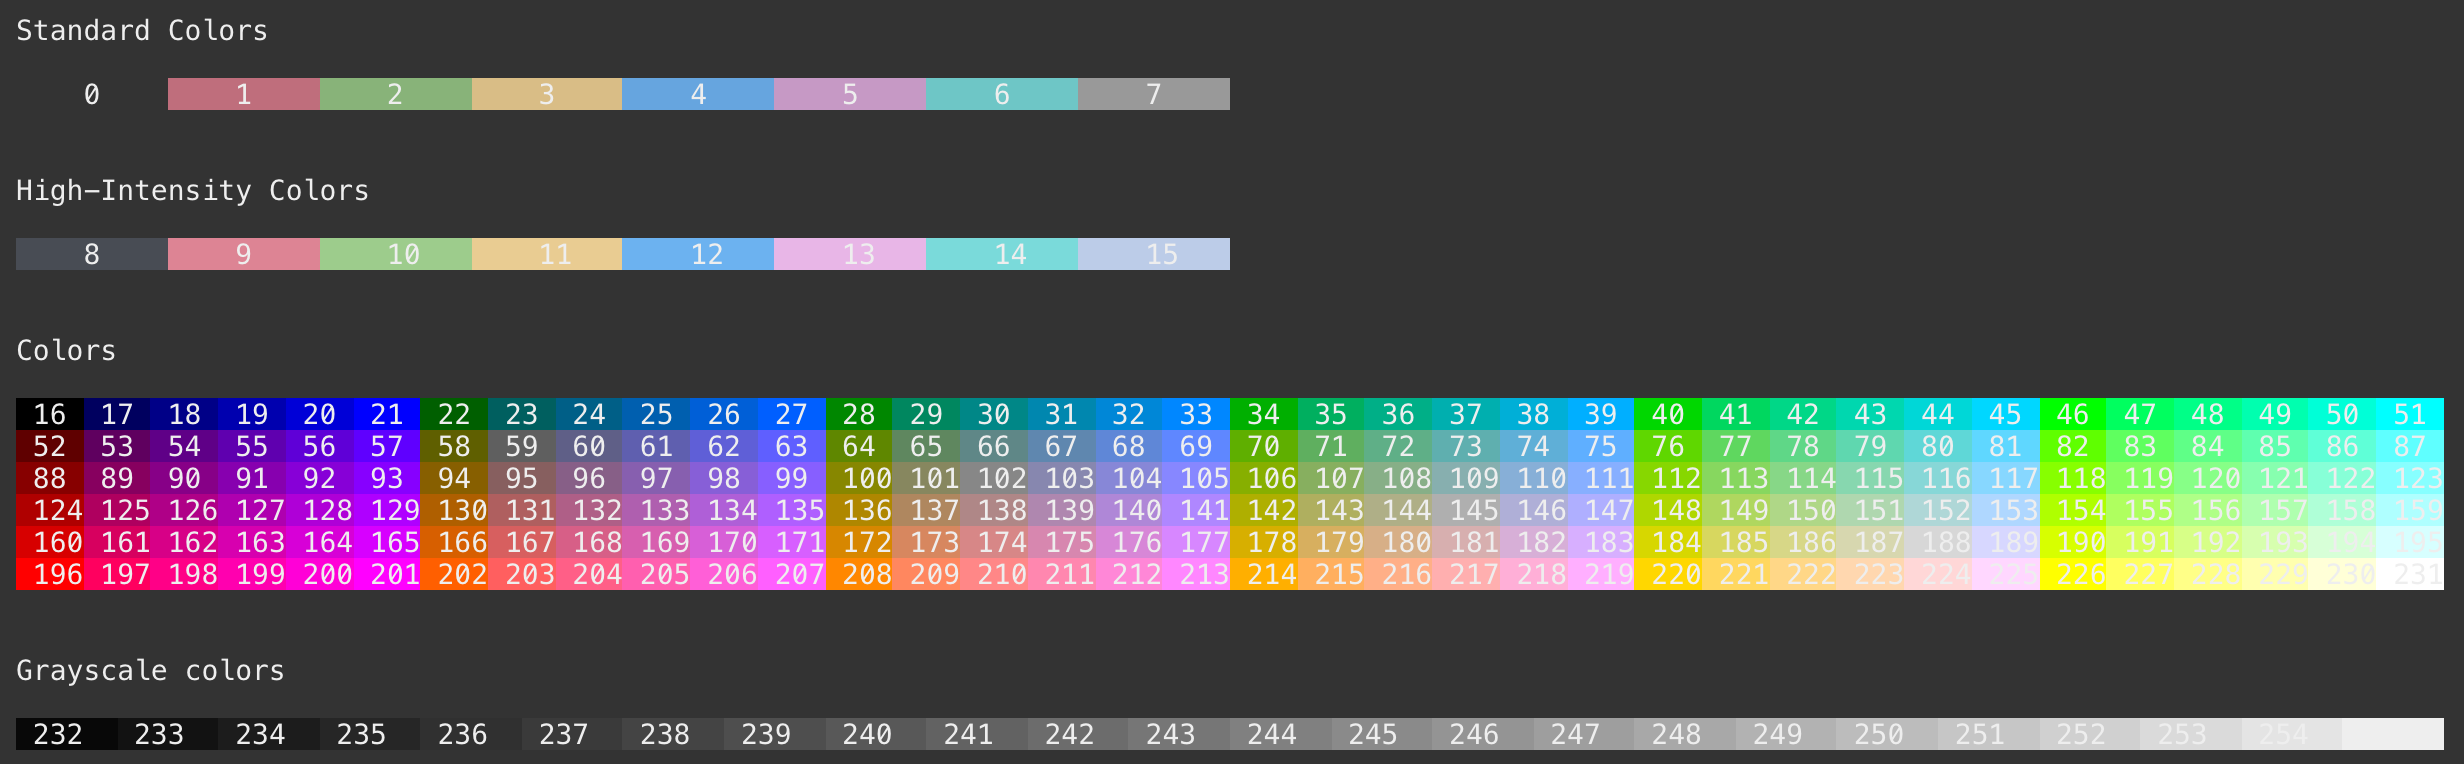 Standard Colors
0 1 2 3 4 5 6 7
High-Intensity Colors
8 9 10 11 12 13 14 15
Colors
16 17 18 19 20 21 22 23 24 25 26 27 28 29 30 31 32 33 34 35 36 37 38 39 40 41 42 43 44 45 46 47 48 49 50 51
52 53 54 55 56 57 58 59 60 61 62 63 64 65 66 67 68 69 70 71 72 73 74 75 76 77 78 79 80 81 82 83 84 85 86 87
88 89 90 91 92 93 94 95 96 97 98 99 100 101 102 103 104 105 106 107 108 109 110 111 112 113 114 115 116 117 118 119 120 121 122 123
124 125 126 127 128 129 130 131 132 133 134 135 136 137 138 139 140 141 142 143 144 145 146 147 148 149 150 151 152 153 154 155 156 157 158 159
160 161 162 163 164 165 166 167 168 169 170 171 172 173 174 175 176 177 178 179 180 181 182 183 184 185 186 187 188 189 190 191 192 193 195
196 197 198 199 200 201 202 203 204 205 206 207 208 209 210 211 212 213 214 215 216 217 218 219 220 221 222 223 224 225 226 227 228 229 230 231
Grayscale colors
232 233 234 235 236 237 238 239 240 241 242 243 244 245 246 247 248 249 250 251 252 253 254